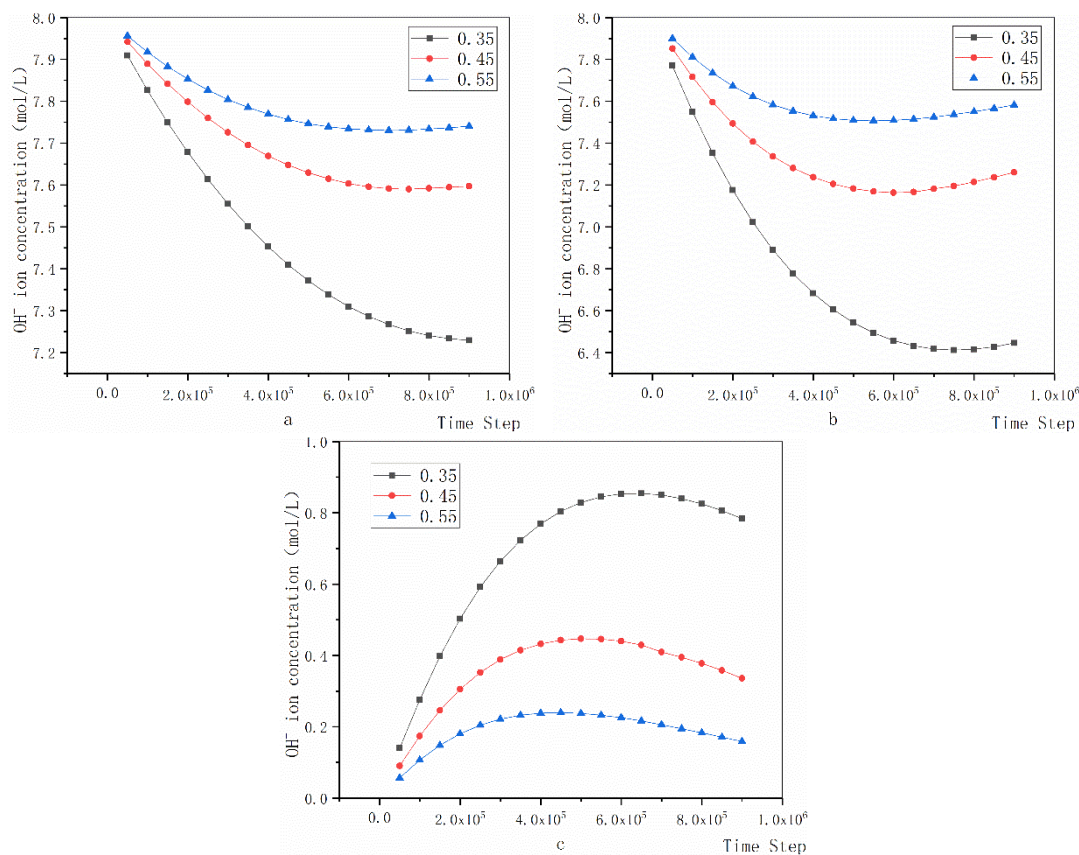 8.0
7.9
7.8
7.7
7.6
7.5
7.4
7.3
7.2
OH⁻ ion concentration (mol/L)
0.35
0.45
0.55
0.0
2.0x10⁵
4.0x10⁵
6.0x10⁵
8.0x10⁵
1.0x10⁶
Time Step
a
8.0
7.8
7.6
7.4
7.2
7.0
6.8
6.6
6.4
OH⁻ ion concentration (mol/L)
0.35
0.45
0.55
0.0
2.0x10⁵
4.0x10⁵
6.0x10⁵
8.0x10⁵
1.0x10⁶
Time Step
b
1.0
0.8
0.6
0.4
0.2
0.0
OH⁻ ion concentration (mol/L)
0.35
0.45
0.55
0.0
2.0x10⁵
4.0x10⁵
6.0x10⁵
8.0x10⁵
1.0x10⁶
Time Step
c